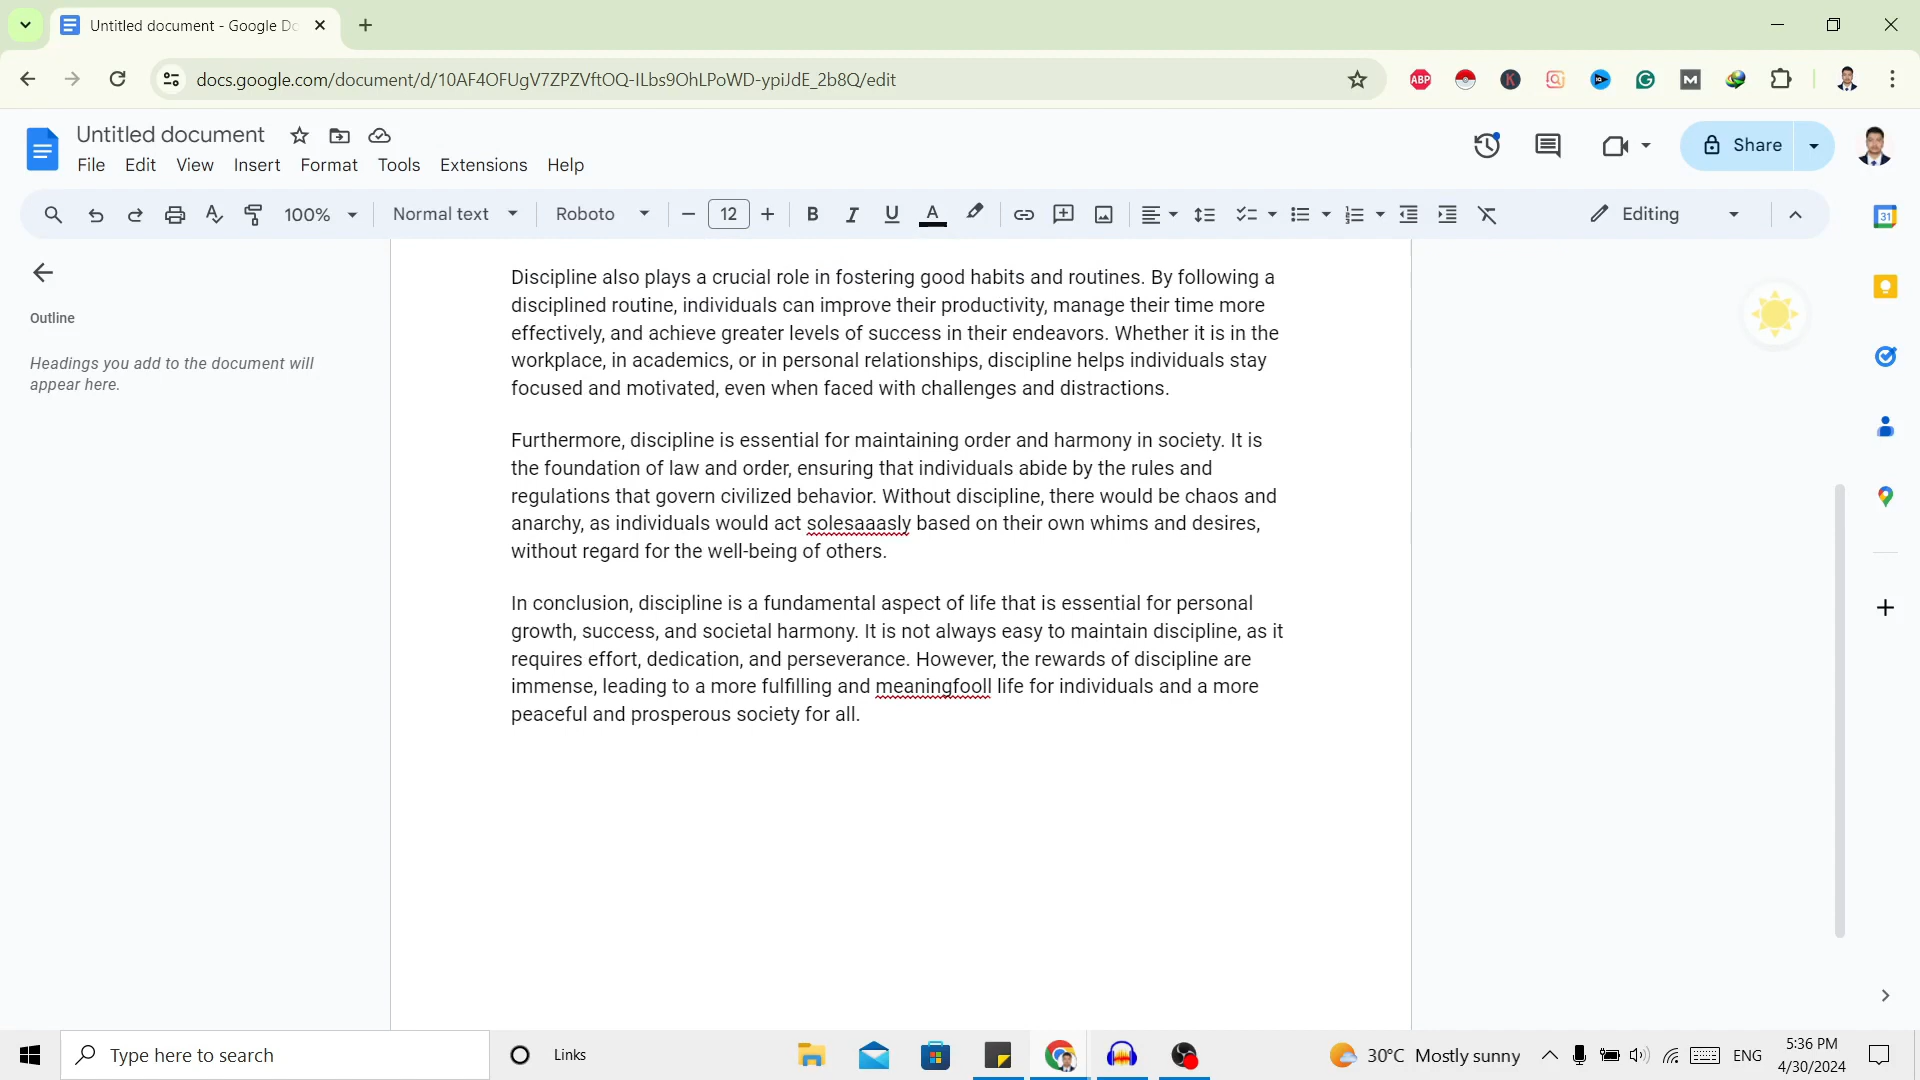 Untitled document - Google Do
docs.google.com/document/d/10AF4OFUgV7ZPZVftOQ-ILbs9OhLPoWD-ypiJdE_2b8Q/edit
ABP
K
M
Untitled document
Share
File Edit View Insert Format Tools Extensions Help
100% Normal text Roboto 12 B I U A Editing
31
Outline
Headings you add to the document will
appear here.
Discipline also plays a crucial role in fostering good habits and routines. By following a
disciplined routine, individuals can improve their productivity, manage their time more
effectively, and achieve greater levels of success in their endeavors. Whether it is in the
workplace, in academics, or in personal relationships, discipline helps individuals stay
focused and motivated, even when faced with challenges and distractions.
Furthermore, discipline is essential for maintaining order and harmony in society. It is
the foundation of law and order, ensuring that individuals abide by the rules and
regulations that govern civilized behavior. Without discipline, there would be chaos and
anarchy, as individuals would act solesaaasly based on their own whims and desires,
without regard for the well-being of others.
In conclusion, discipline is a fundamental aspect of life that is essential for personal
growth, success, and societal harmony. It is not always easy to maintain discipline, as it
requires effort, dedication, and perseverance. However, the rewards of discipline are
immense, leading to a more fulfilling and meaningfooll life for individuals and a more
peaceful and prosperous society for all.
Type here to search
Links
30°C Mostly sunny
ENG
5:36 PM
4/30/2024